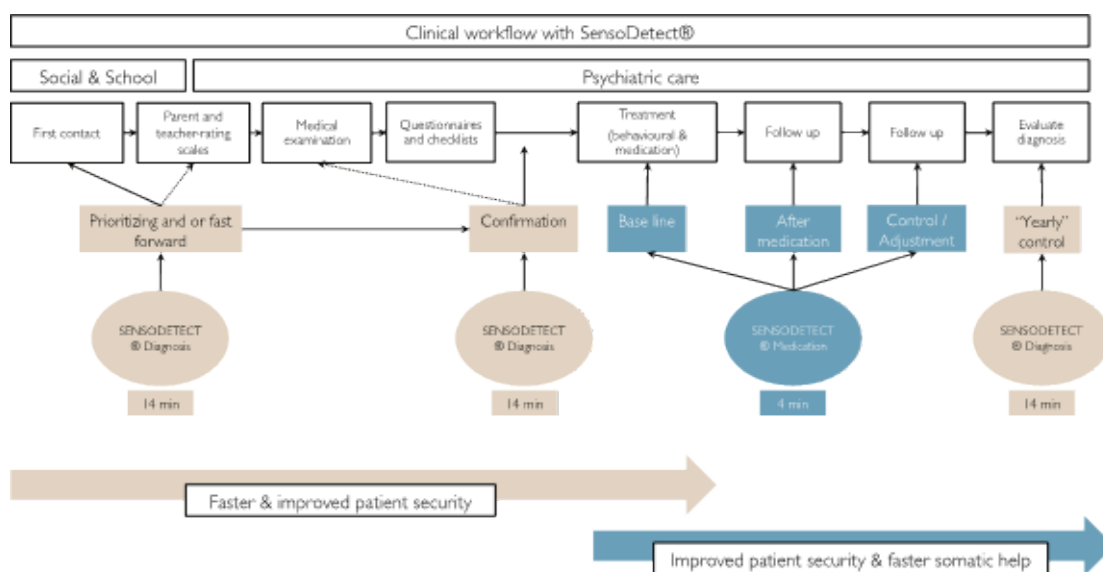 Clinical workflow with SensoDetect®
Social & School
Psychiatric care
First contact
Parent and
teacher-rating
scales
Medical
examination
Questionnaires
and checklists
Treatment
(behavioural &
medication)
Follow up
Follow up
Evaluate
diagnosis
Prioritizing and or fast
forward
Confirmation
Base line
After
medication
Control /
Adjustment
“Yearly”
control
SENSODETECT
® Diagnosis
SENSODETECT
® Diagnosis
SENSODETECT
® Medication
SENSODETECT
® Diagnosis
14 min
14 min
4 min
14 min
Faster & improved patient security
Improved patient security & faster somatic help